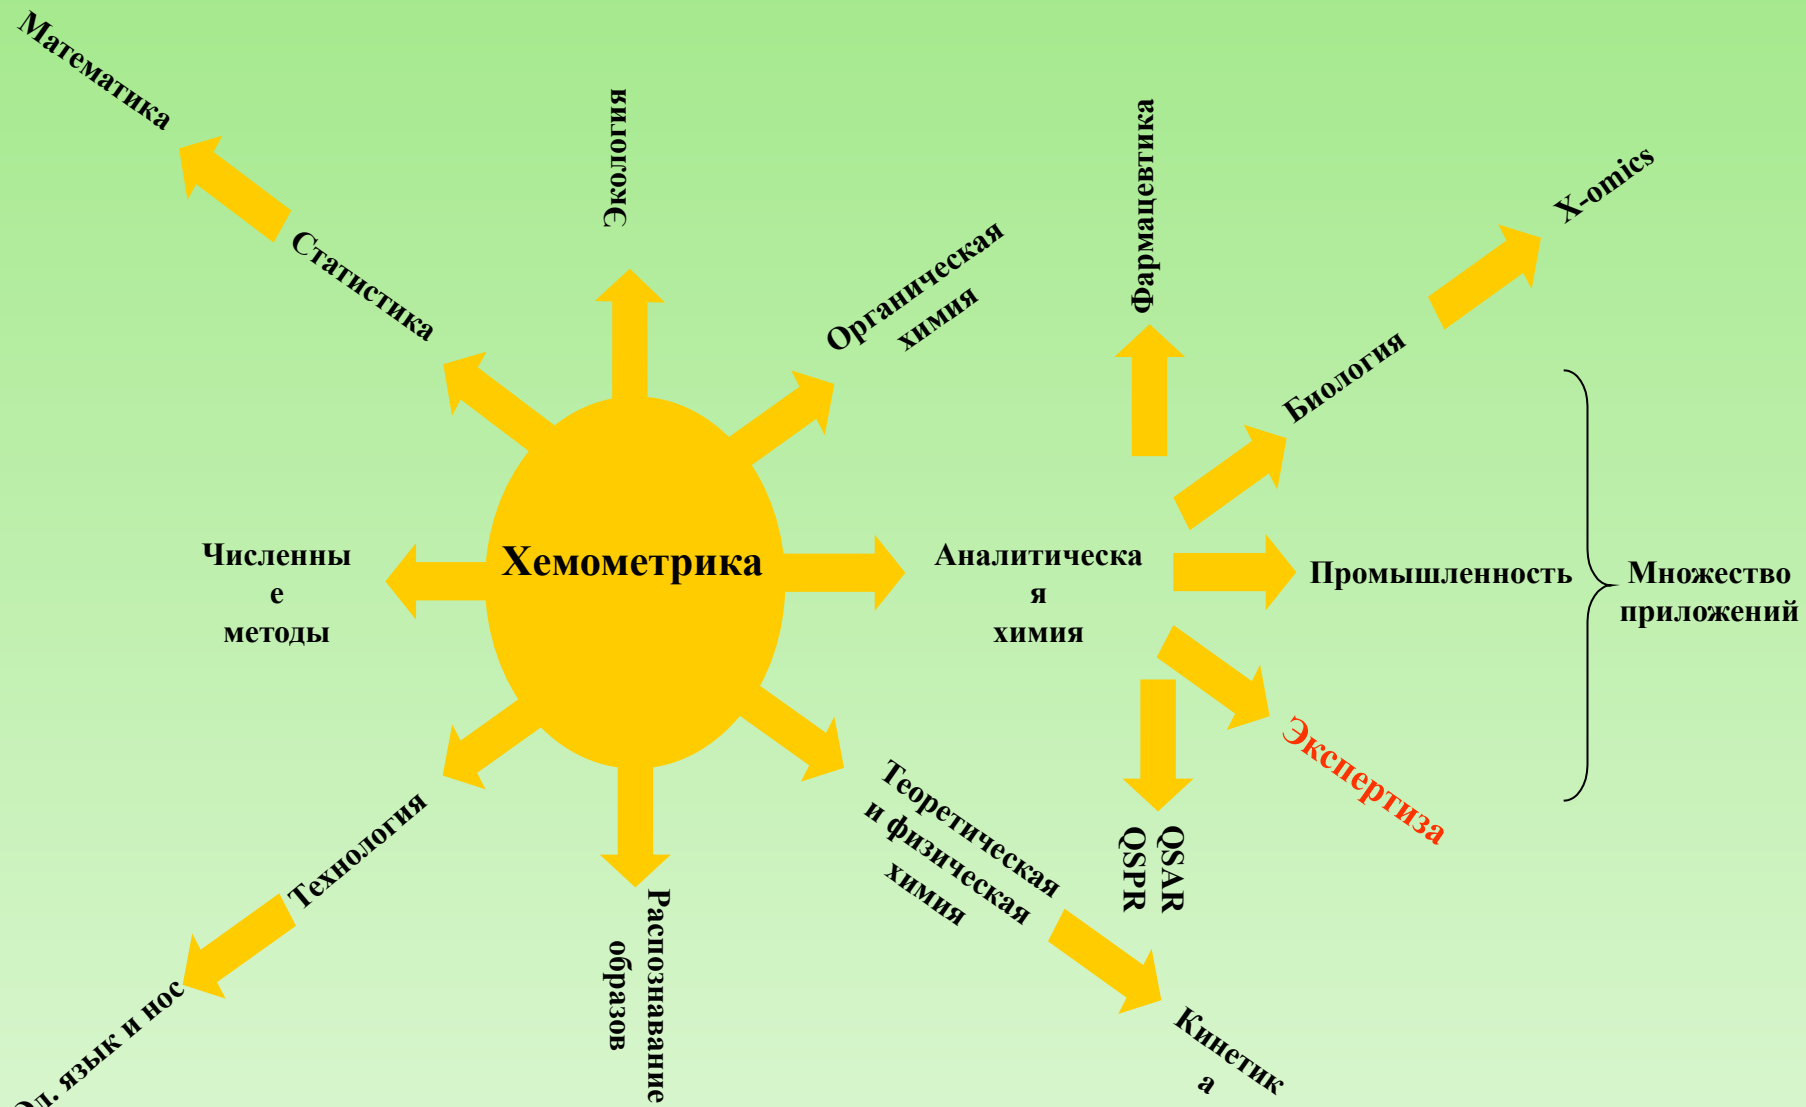 Математика
Статистика
Экология
Органическая
химия
Фармацевтика
X-omics
Биология
Численны
е
методы
Хемометрика
Аналитическа
я
химия
Промышленность
Множество
приложений
Экспертиза
QSAR
QSPR
Теоретическая
и физическая
химия
Кинетик
а
Распознавание
образов
Технология
Эл. язык и нос